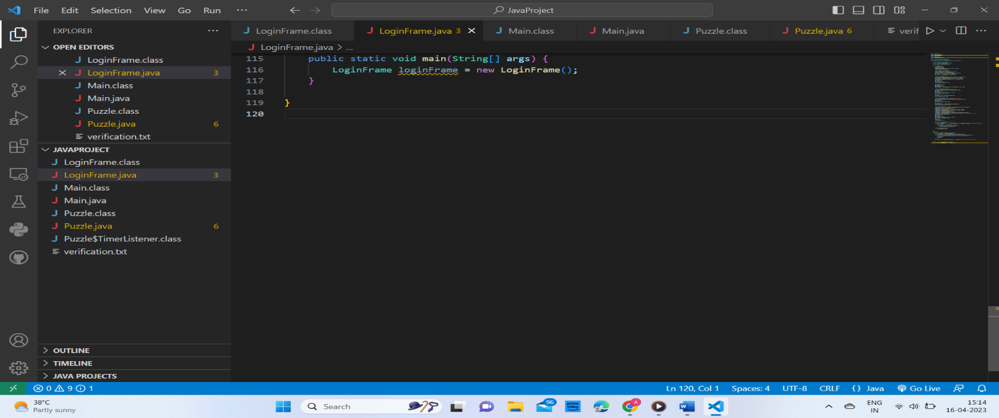 File Edit Selection View Go Run ··· JavaProject
EXPLORER ···
OPEN EDITORS
J LoginFrame.class
J LoginFrame.java 3
J Main.class
J Main.java
J Puzzle.class
J Puzzle.java 6
verification.txt
JAVAPROJECT
J LoginFrame.class
J LoginFrame.java 3
J Main.class
J Main.java
J Puzzle.class
J Puzzle.java 6
J Puzzle$TimerListener.class
verification.txt
OUTLINE
TIMELINE
JAVA PROJECTS
J LoginFrame.class J LoginFrame.java 3 J Main.class J Main.java J Puzzle.class J Puzzle.java 6 verif ···
J LoginFrame.java > ...
115 public static void main(String[] args) {
116 LoginFrame loginFrame = new LoginFrame();
117 }
118
119 }
120
0 9 1 Ln 120, Col 1 Spaces: 4 UTF-8 CRLF {} Java Go Live
38°C
Partly sunny
Search
96
prime video
A
W
ENG
IN
15:14
16-04-2023